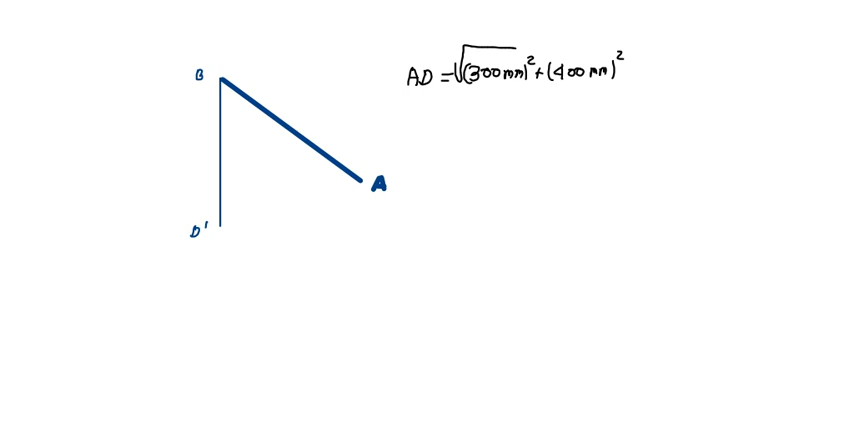 B
AD = √(300mm)²+(400mm)²
A
D'